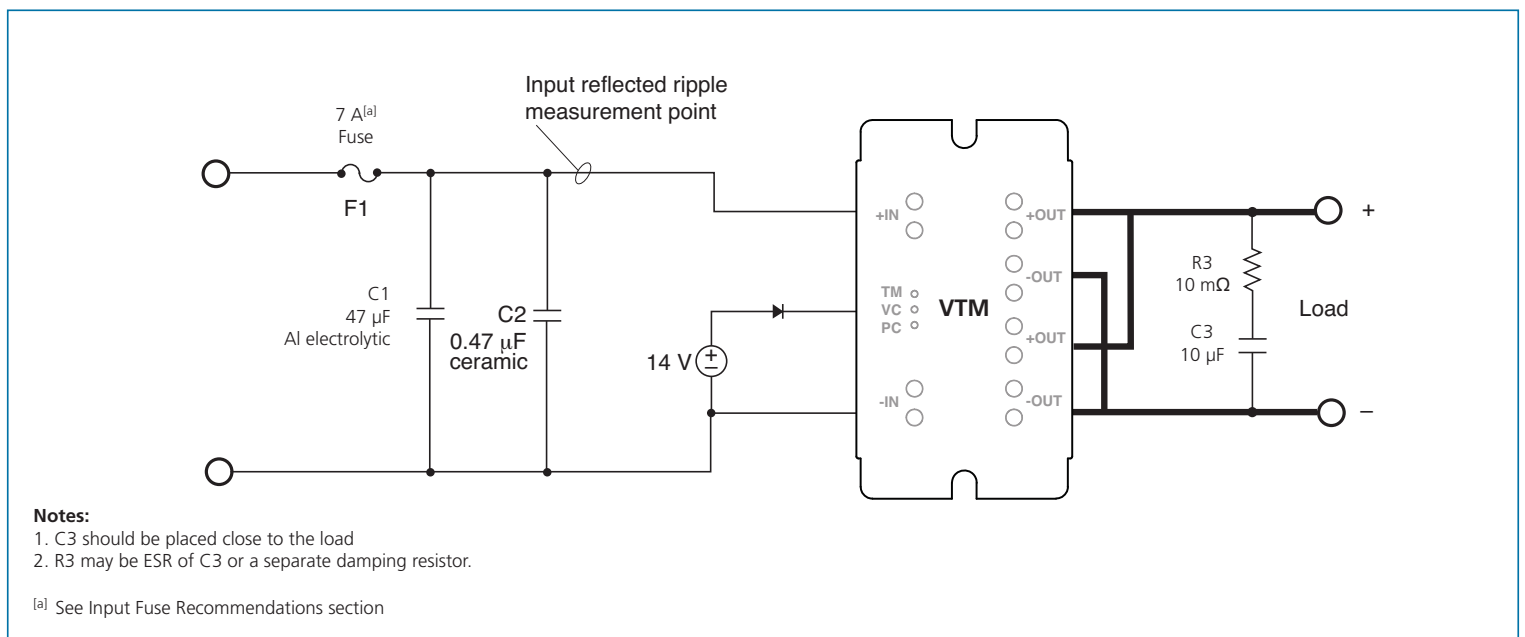 Input reflected ripple
measurement point
7 A[a]
Fuse
F1
C1
47 µF
Al electrolytic
C2
0.47 µF
ceramic
14 V
+
–
+IN
TM
VC
PC
-IN
VTM
+OUT
-OUT
+OUT
-OUT
R3
10 mΩ
C3
10 µF
Load
+
–
Notes:
1. C3 should be placed close to the load
2. R3 may be ESR of C3 or a separate damping resistor.
[a] See Input Fuse Recommendations section